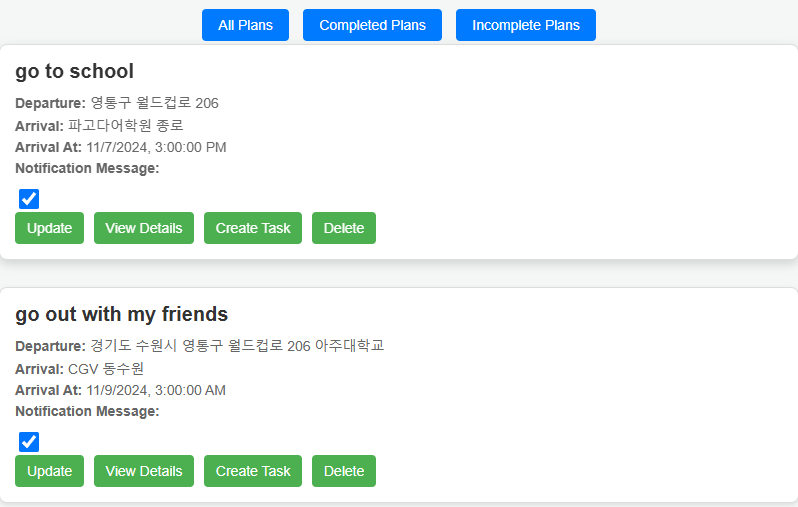 All Plans Completed Plans Incomplete Plans
go to school
Departure: 영통구 월드컵로 206
Arrival: 파고다어학원 종로
Arrival At: 11/7/2024, 3:00:00 PM
Notification Message:
Update View Details Create Task Delete
go out with my friends
Departure: 경기도 수원시 영통구 월드컵로 206 아주대학교
Arrival: CGV 동수원
Arrival At: 11/9/2024, 3:00:00 AM
Notification Message:
Update View Details Create Task Delete